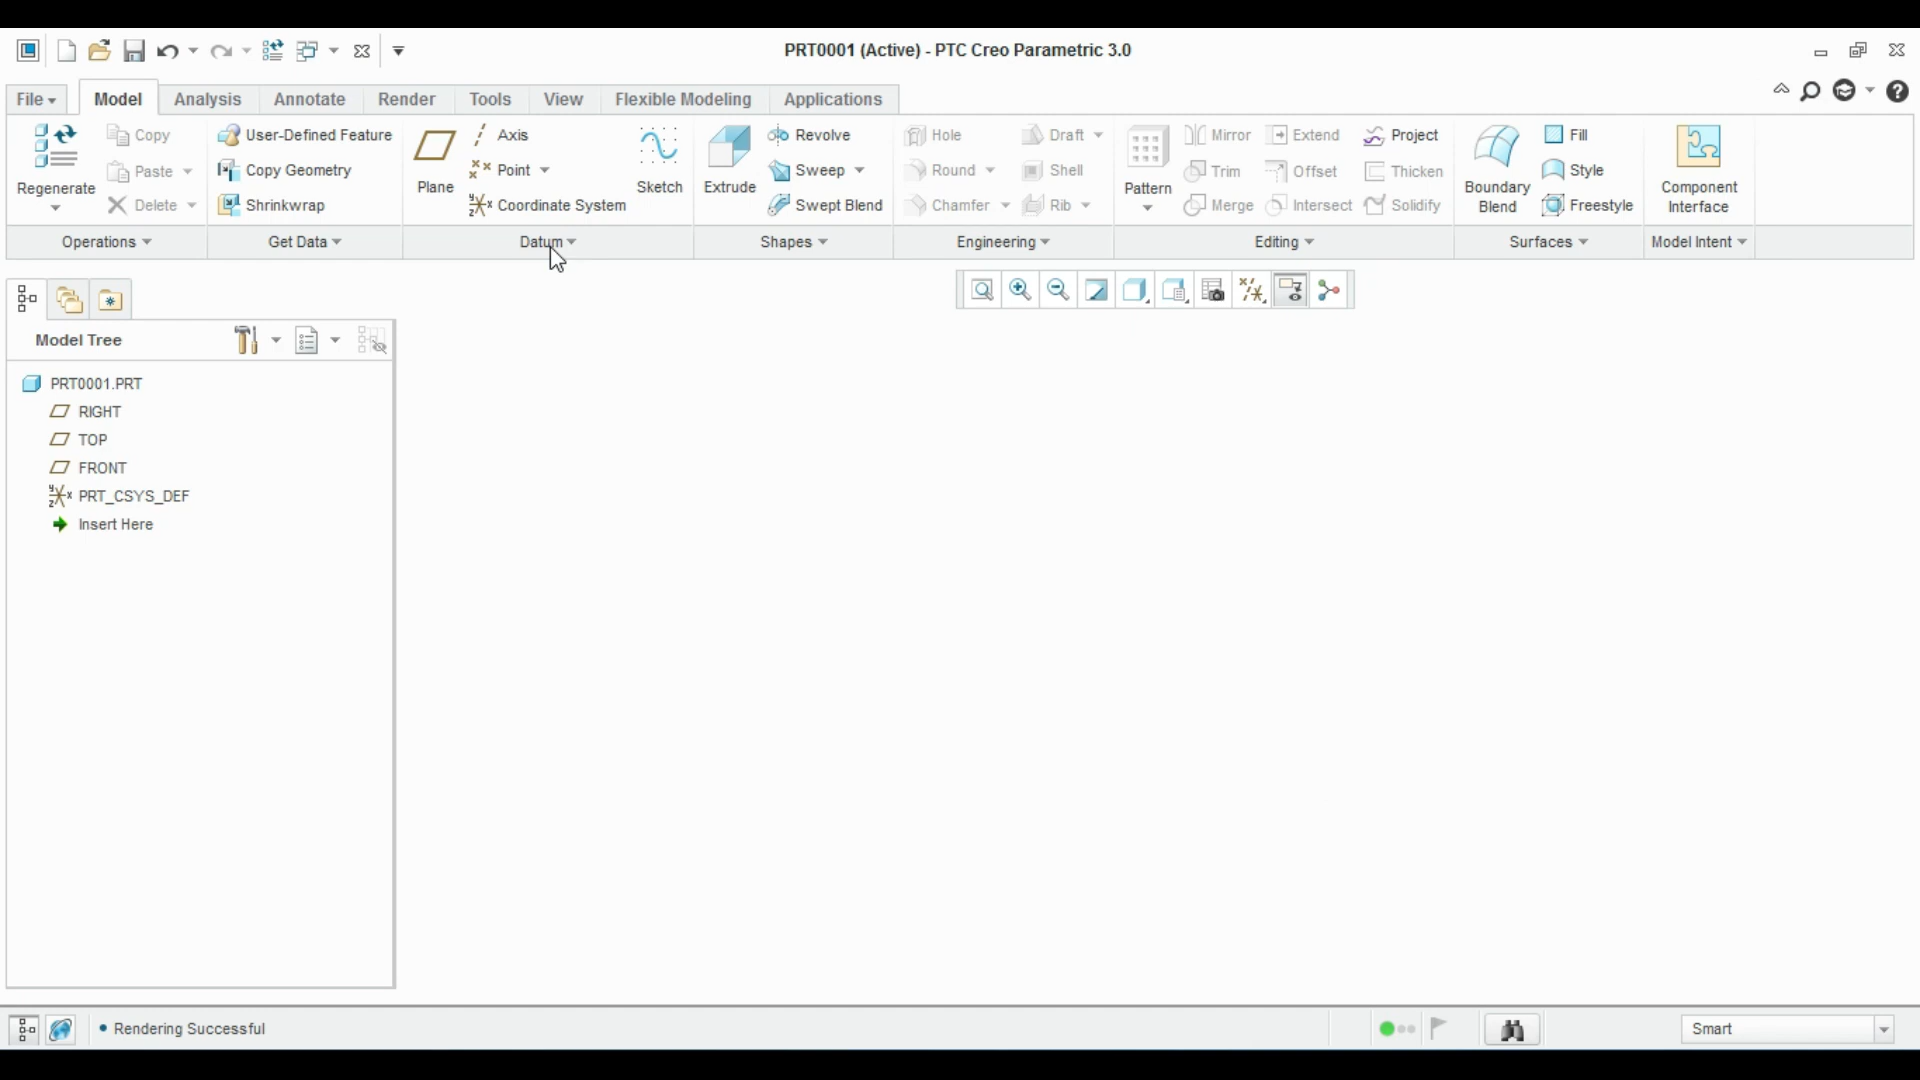 PRT0001 (Active) - PTC Creo Parametric 3.0
File Model Analysis Annotate Render Tools View Flexible Modeling Applications
Regenerate
Copy
Paste
Delete
Operations
User-Defined Feature
Copy Geometry
Shrinkwrap
Get Data
Plane
Axis
Point
Coordinate System
Sketch
Datum
Extrude
Revolve
Sweep
Swept Blend
Shapes
Hole
Round
Chamfer
Draft
Shell
Rib
Engineering
Pattern
Mirror
Trim
Merge
Extend
Offset
Intersect
Project
Thicken
Solidify
Editing
Boundary
Blend
Fill
Style
Freestyle
Surfaces
Component
Interface
Model Intent
Model Tree
PRT0001.PRT
RIGHT
TOP
FRONT
PRT_CSYS_DEF
Insert Here
Rendering Successful
Smart